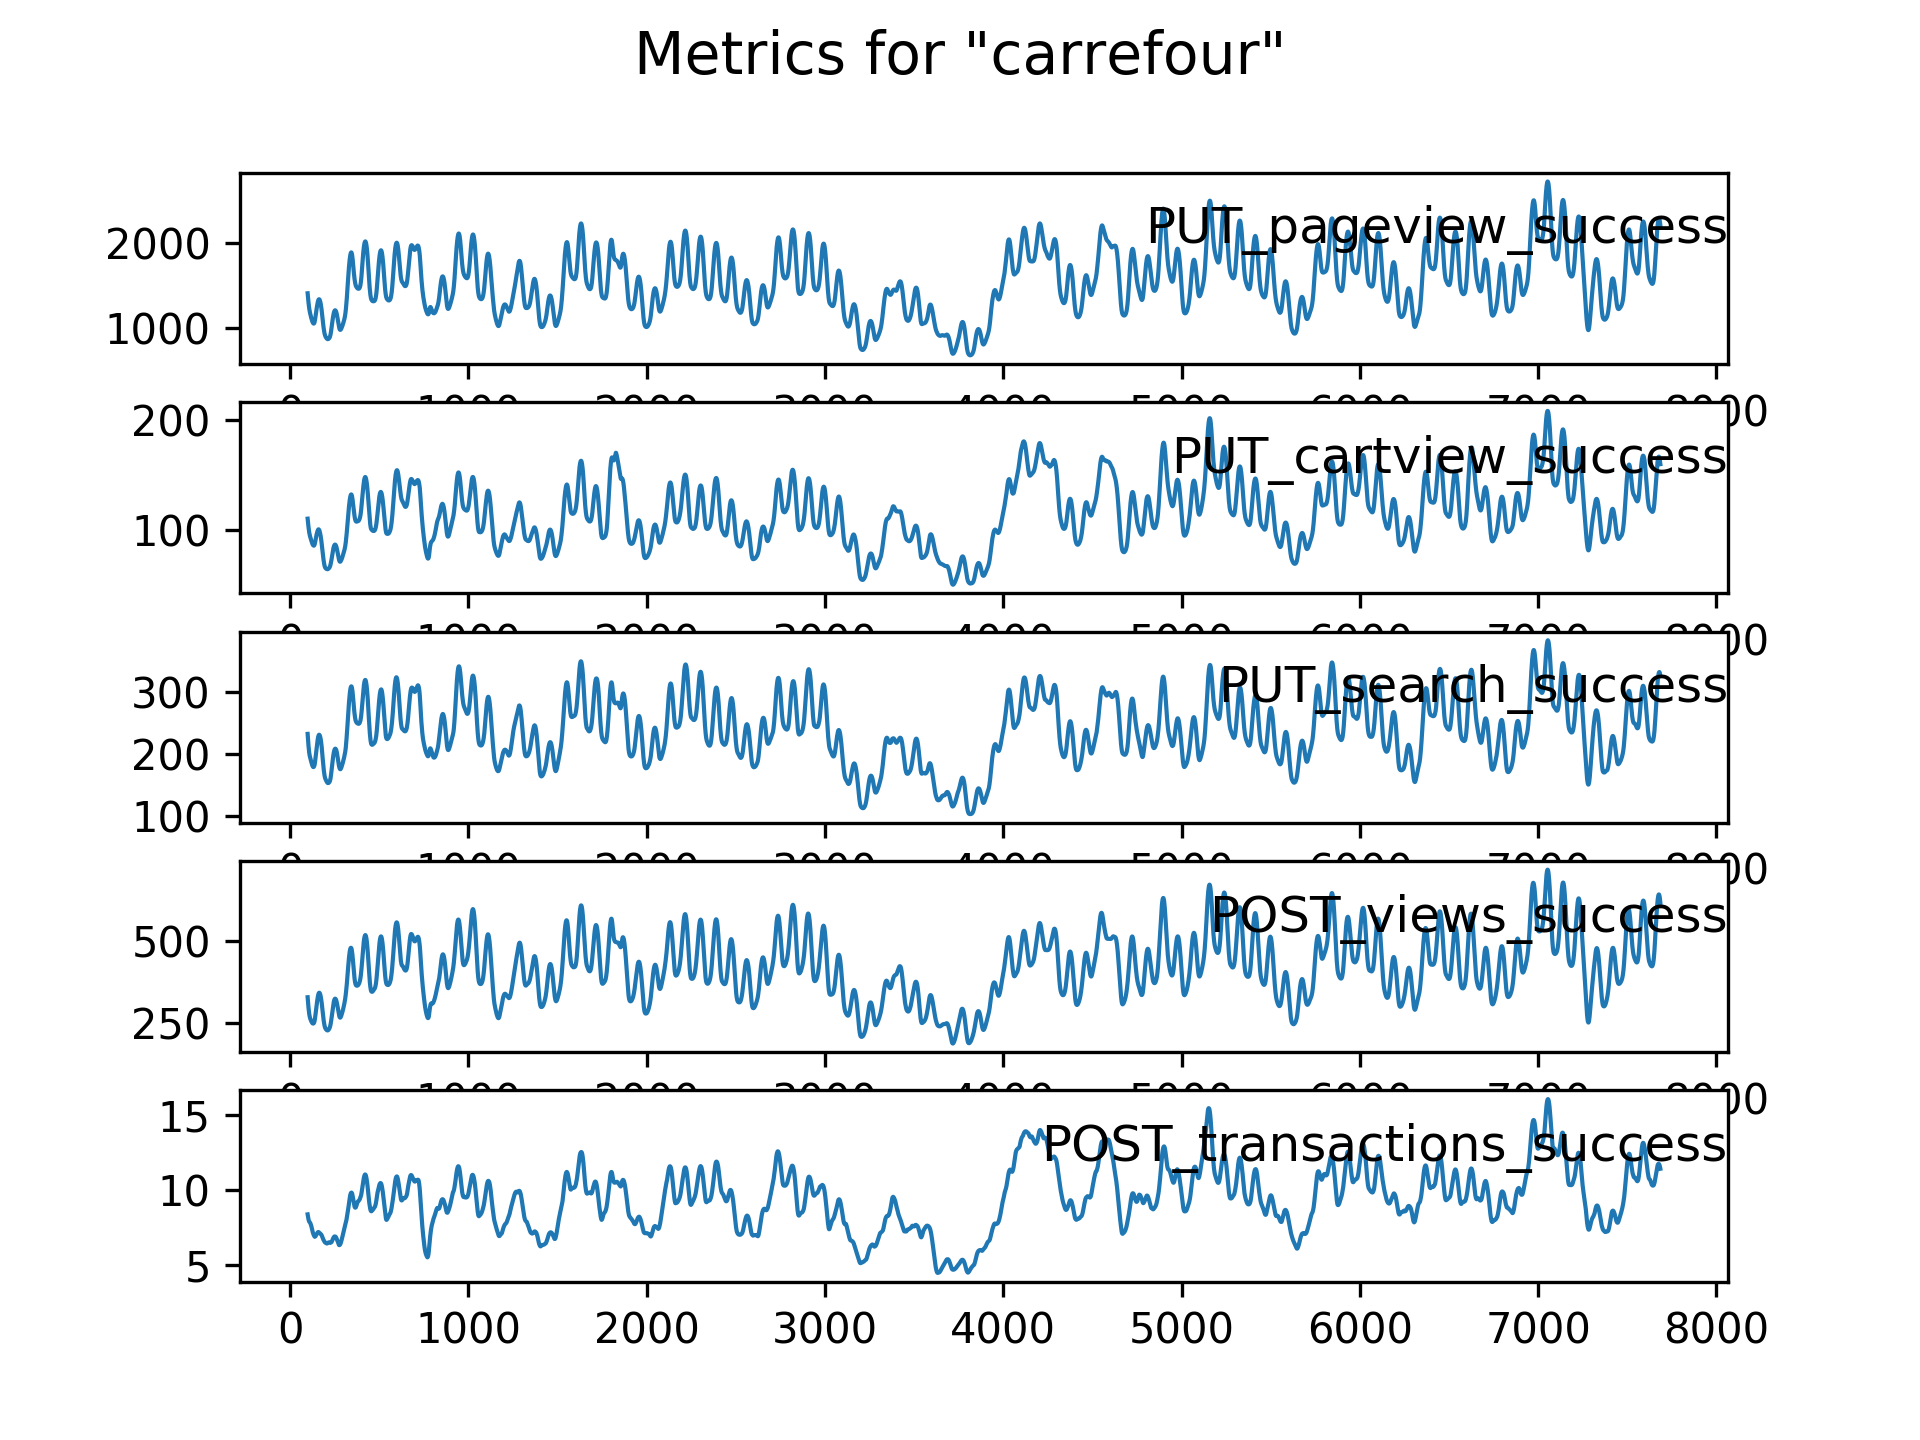 Metrics for "carrefour"
2000
1000
PUT_pageview_success
200
100
PUT_cartview_success
300
200
100
PUT_search_success
500
250
POST_views_success
15
10
5
POST_transactions_success
0 1000 2000 3000 4000 5000 6000 7000 8000